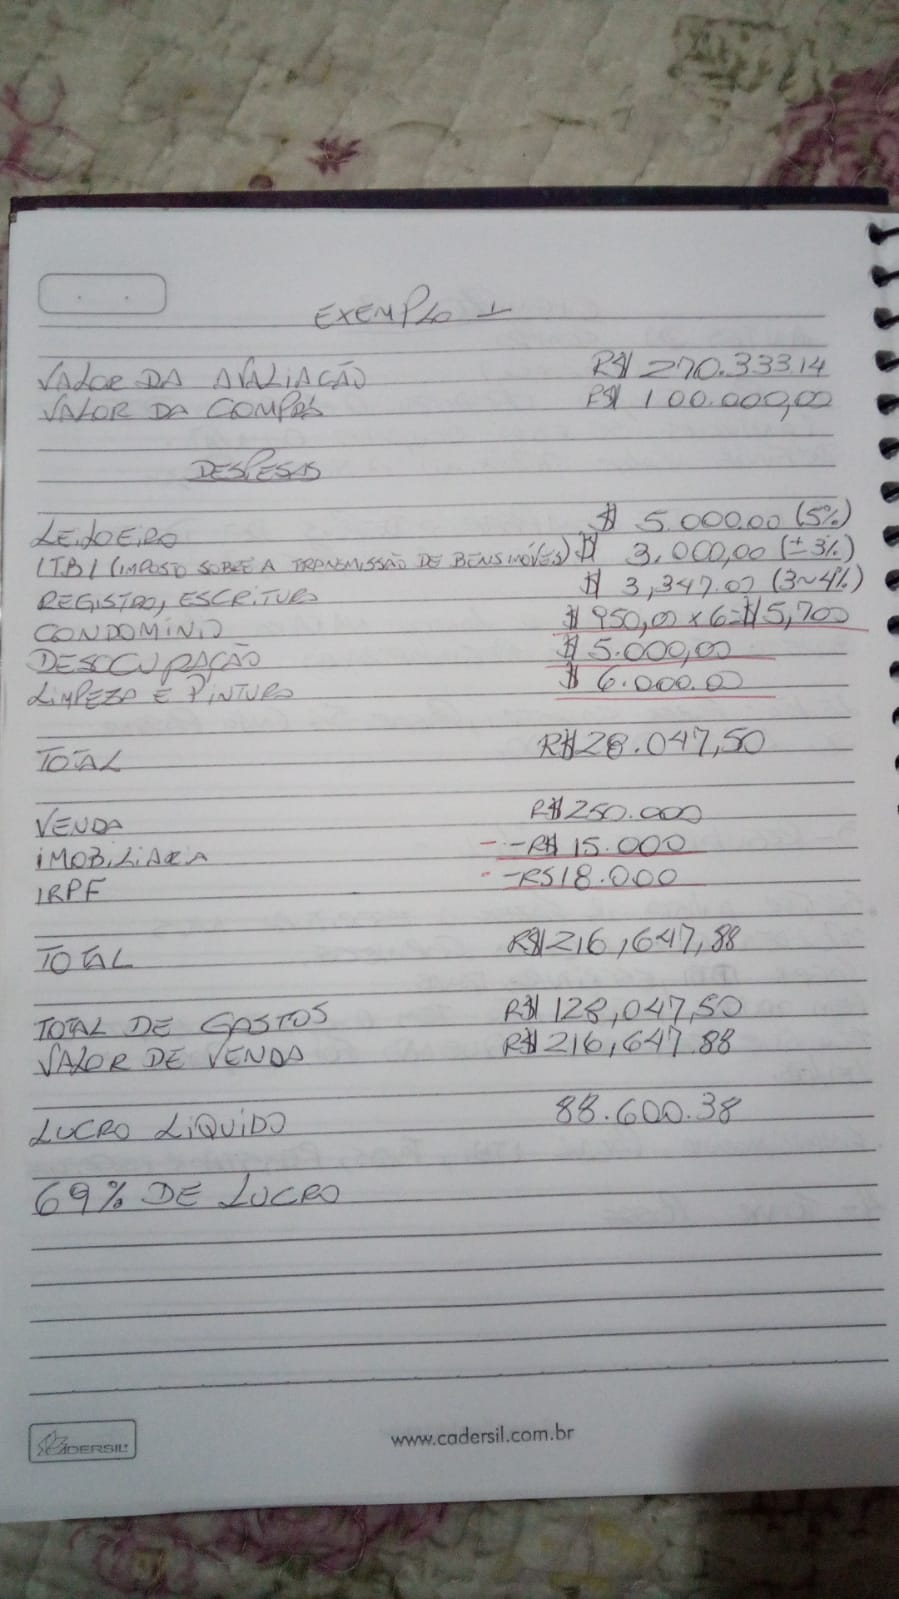 EXEMPLO 1
VALOR DA AVALIAÇÃO R$ 270.333.14
VALOR DA COMPRA R$ 100.000,00
DESPESAS
LEILOEIRO $ 5.000.00 (5%)
ITBI (IMPOSTO SOBRE A TRANSMISSÃO DE BENS IMÓVEIS) $ 3,000,00 (± 3%)
REGISTRO, ESCRITURA $ 3,347.07 (3~4%)
CONDOMINIO $ 950,00 x 6=$ 5,700
DESOCUPAÇÃO $ 5.000,00
LIMPEZA E PINTURA $ 6.000.00
TOTAL R$ 28.047,50
VENDA R$ 250.000
IMOBILIARIA - -R$ 15.000
IRPF - -R$ 18.000
TOTAL R$ 216,647,88
TOTAL DE GASTOS R$ 128,047,50
VALOR DE VENDA R$ 216,647.88
LUCRO LIQUIDO 88.600.38
69% DE LUCRO
CADERSIL
www.cadersil.com.br